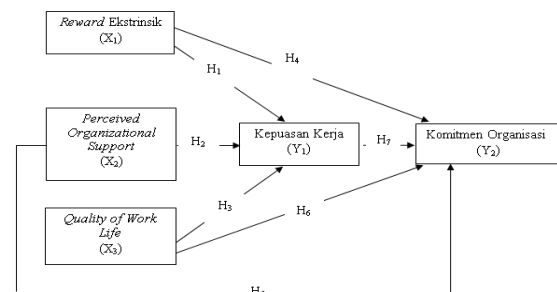 Reward Ekstrinsik
(X₁)
H₄
H₁
Perceived
Organizational
Support
(X₂)
H₂
Kepuasan Kerja
(Y₁)
H₇
Komitmen Organisasi
(Y₂)
H₃
H₆
Quality of Work
Life
(X₃)